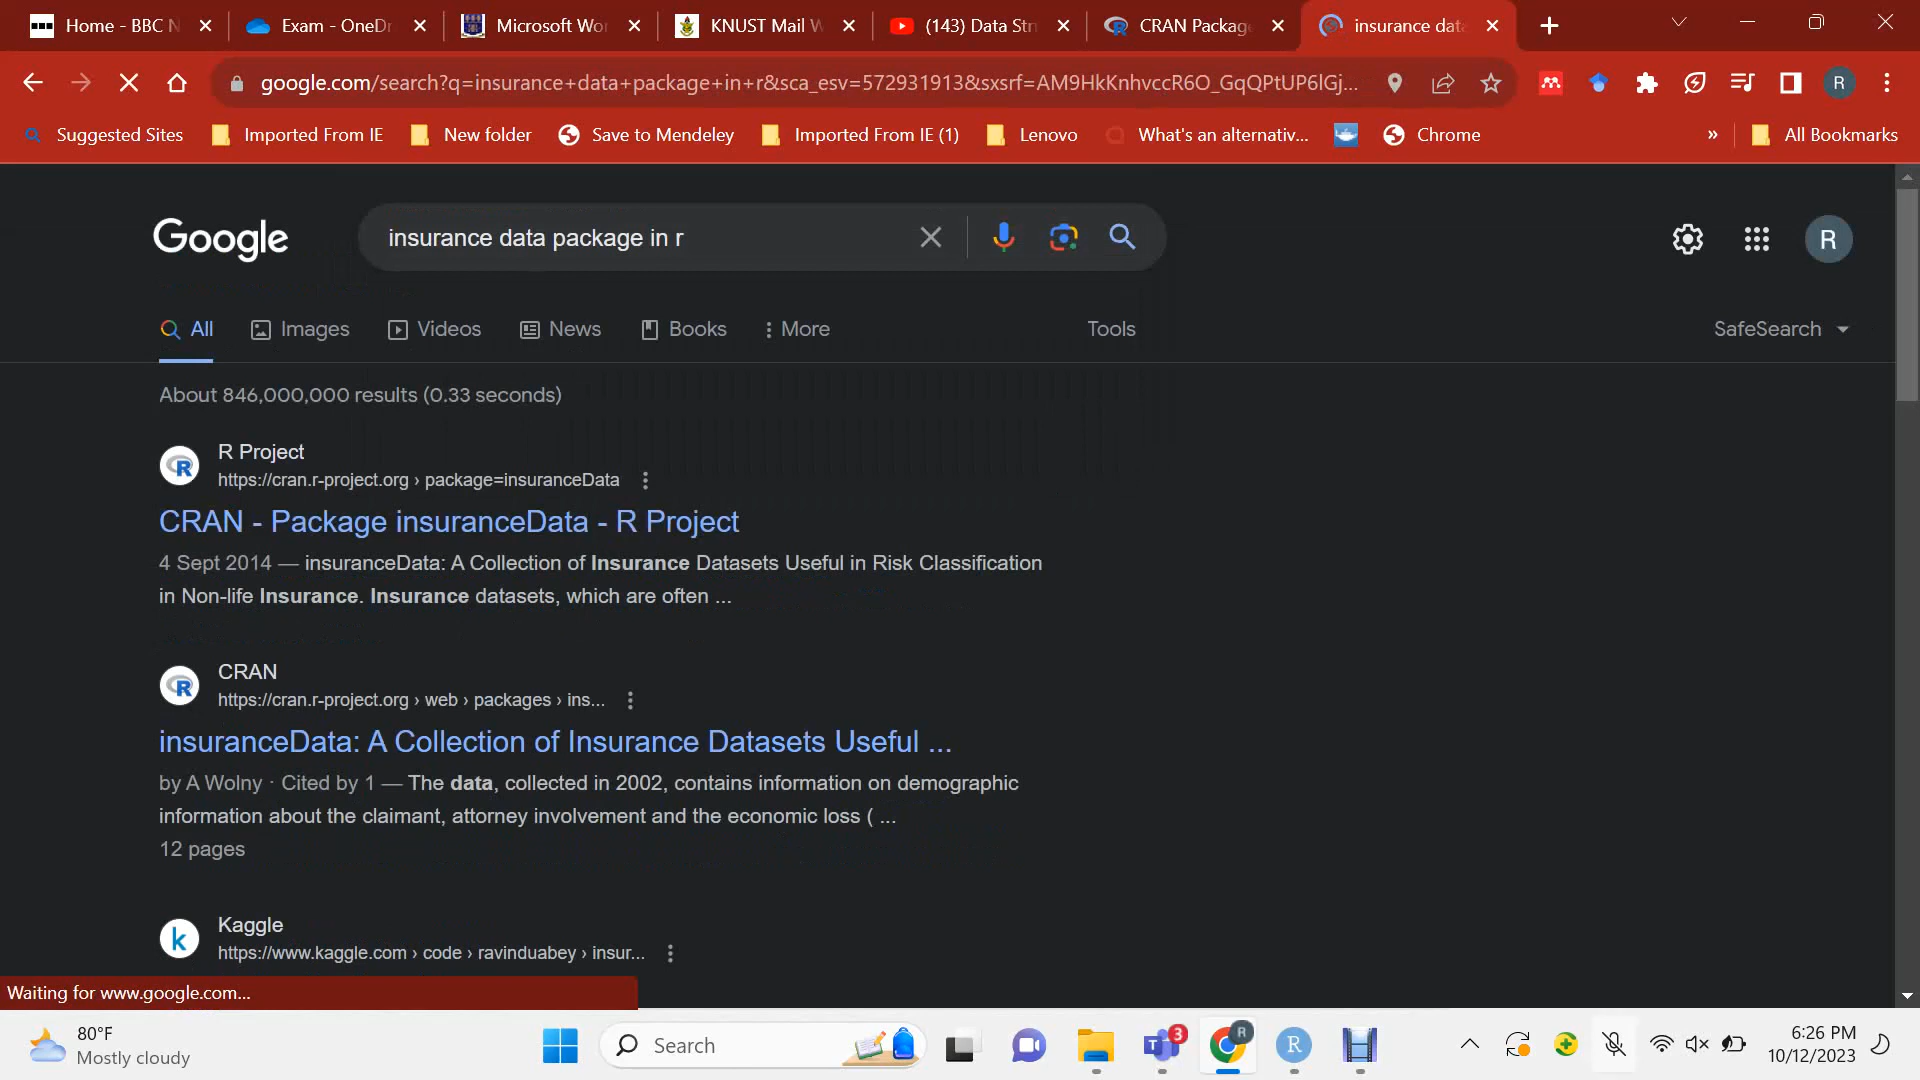 Home - BBC N
Exam - OneDr
Microsoft Wor
KNUST Mail W
(143) Data Str
CRAN Package
insurance data
google.com/search?q=insurance+data+package+in+r&sca_esv=572931913&sxsrf=AM9HkKnhvccR6O_GqQPtUP6lGj...
R
Suggested Sites
Imported From IE
New folder
Save to Mendeley
Imported From IE (1)
Lenovo
What's an alternativ...
Chrome
»
All Bookmarks
Google
insurance data package in r
R
All
Images
Videos
News
Books
More
Tools
SafeSearch
About 846,000,000 results (0.33 seconds)
R Project
https://cran.r-project.org › package=insuranceData
CRAN - Package insuranceData - R Project
4 Sept 2014 — insuranceData: A Collection of Insurance Datasets Useful in Risk Classification
in Non-life Insurance. Insurance datasets, which are often ...
CRAN
https://cran.r-project.org › web › packages › ins...
insuranceData: A Collection of Insurance Datasets Useful ...
by A Wolny · Cited by 1 — The data, collected in 2002, contains information on demographic
information about the claimant, attorney involvement and the economic loss ( ...
12 pages
Kaggle
https://www.kaggle.com › code › ravinduabey › insur...
Waiting for www.google.com...
80°F
Mostly cloudy
Search
3
R
R
6:26 PM
10/12/2023